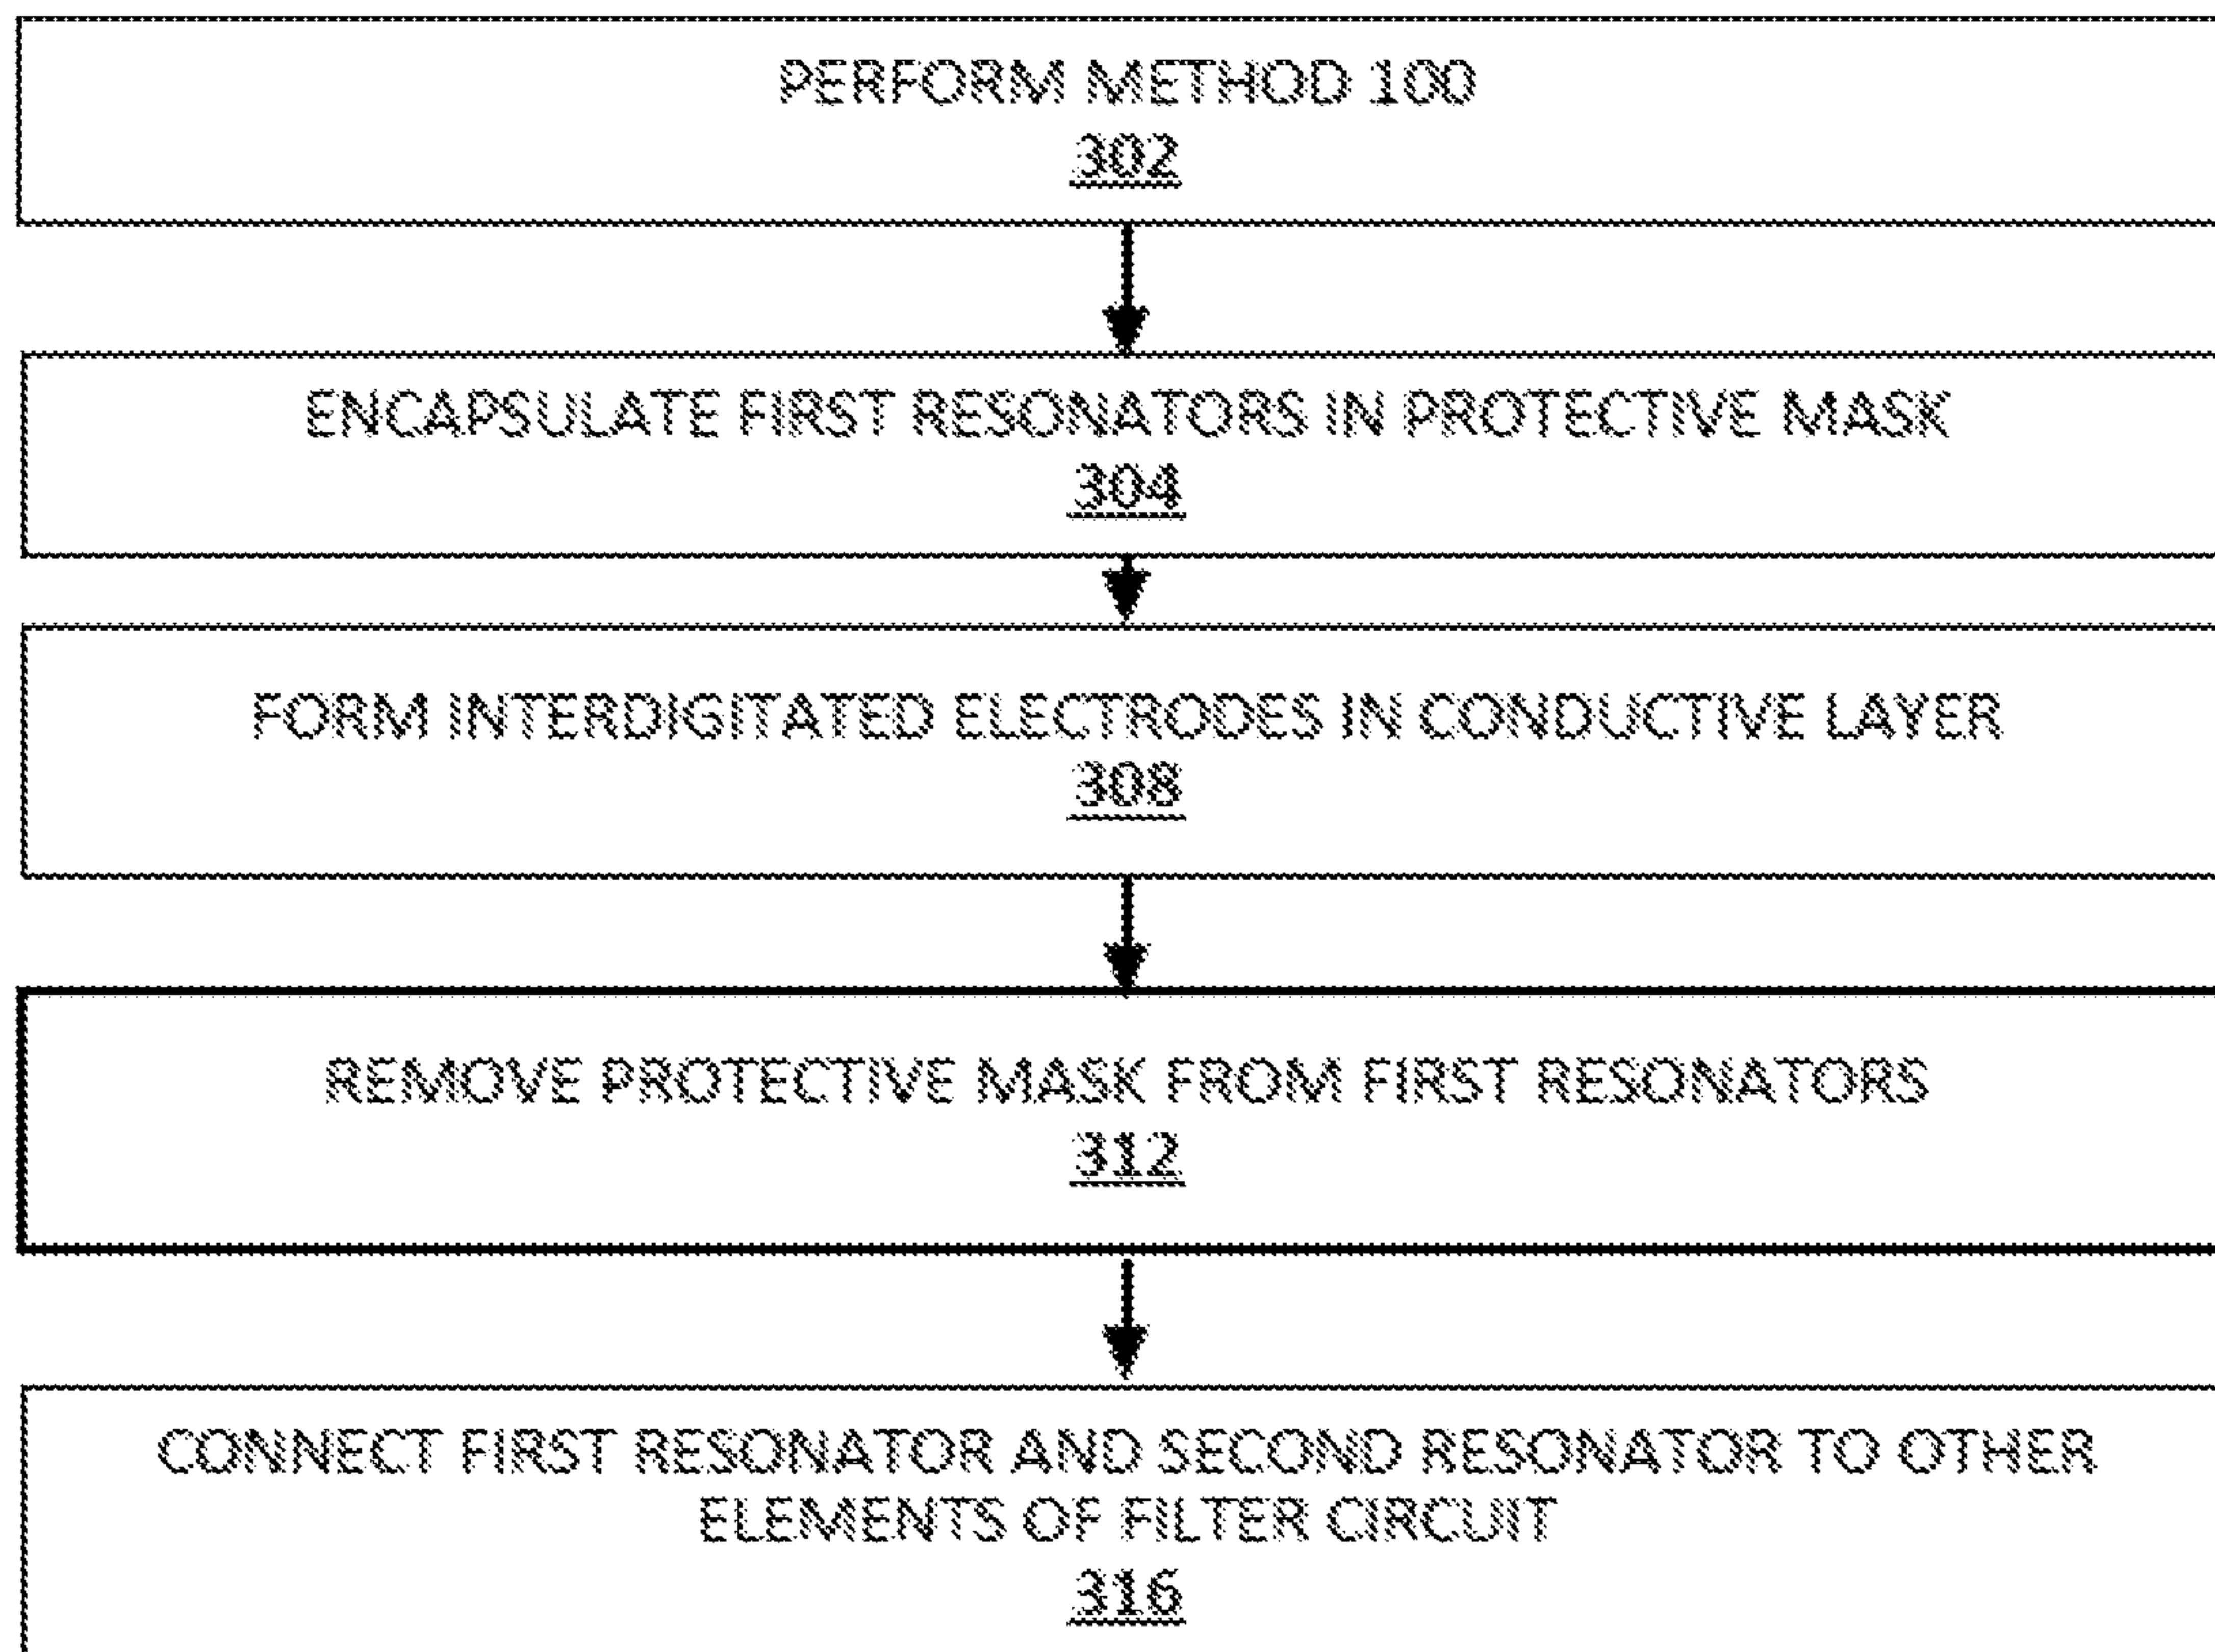 PERFORM METHOD 100
302
ENCAPSULATE FIRST RESONATORS IN PROTECTIVE MASK
304
FORM INTERDIGITATED ELECTRODES IN CONDUCTIVE LAYER
308
REMOVE PROTECTIVE MASK FROM FIRST RESONATORS
312
CONNECT FIRST RESONATOR AND SECOND RESONATOR TO OTHER
ELEMENTS OF FILTER CIRCUIT
316